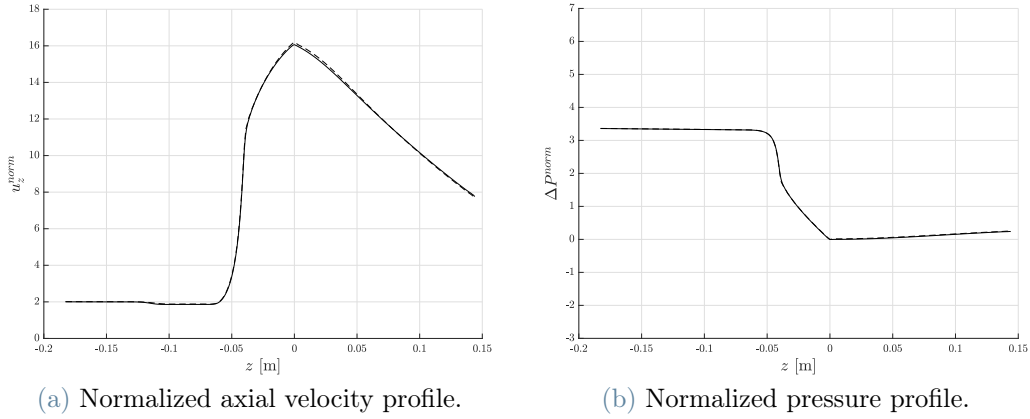 18
16
14
12
10
8
6
4
2
0
-0.2 -0.15 -0.1 -0.05 0 0.05 0.1 0.15
u_z^{norm}
z [m]
(a) Normalized axial velocity profile.
7
6
5
4
3
2
1
0
-1
-2
-3
-0.2 -0.15 -0.1 -0.05 0 0.05 0.1 0.15
ΔP^{norm}
z [m]
(b) Normalized pressure profile.